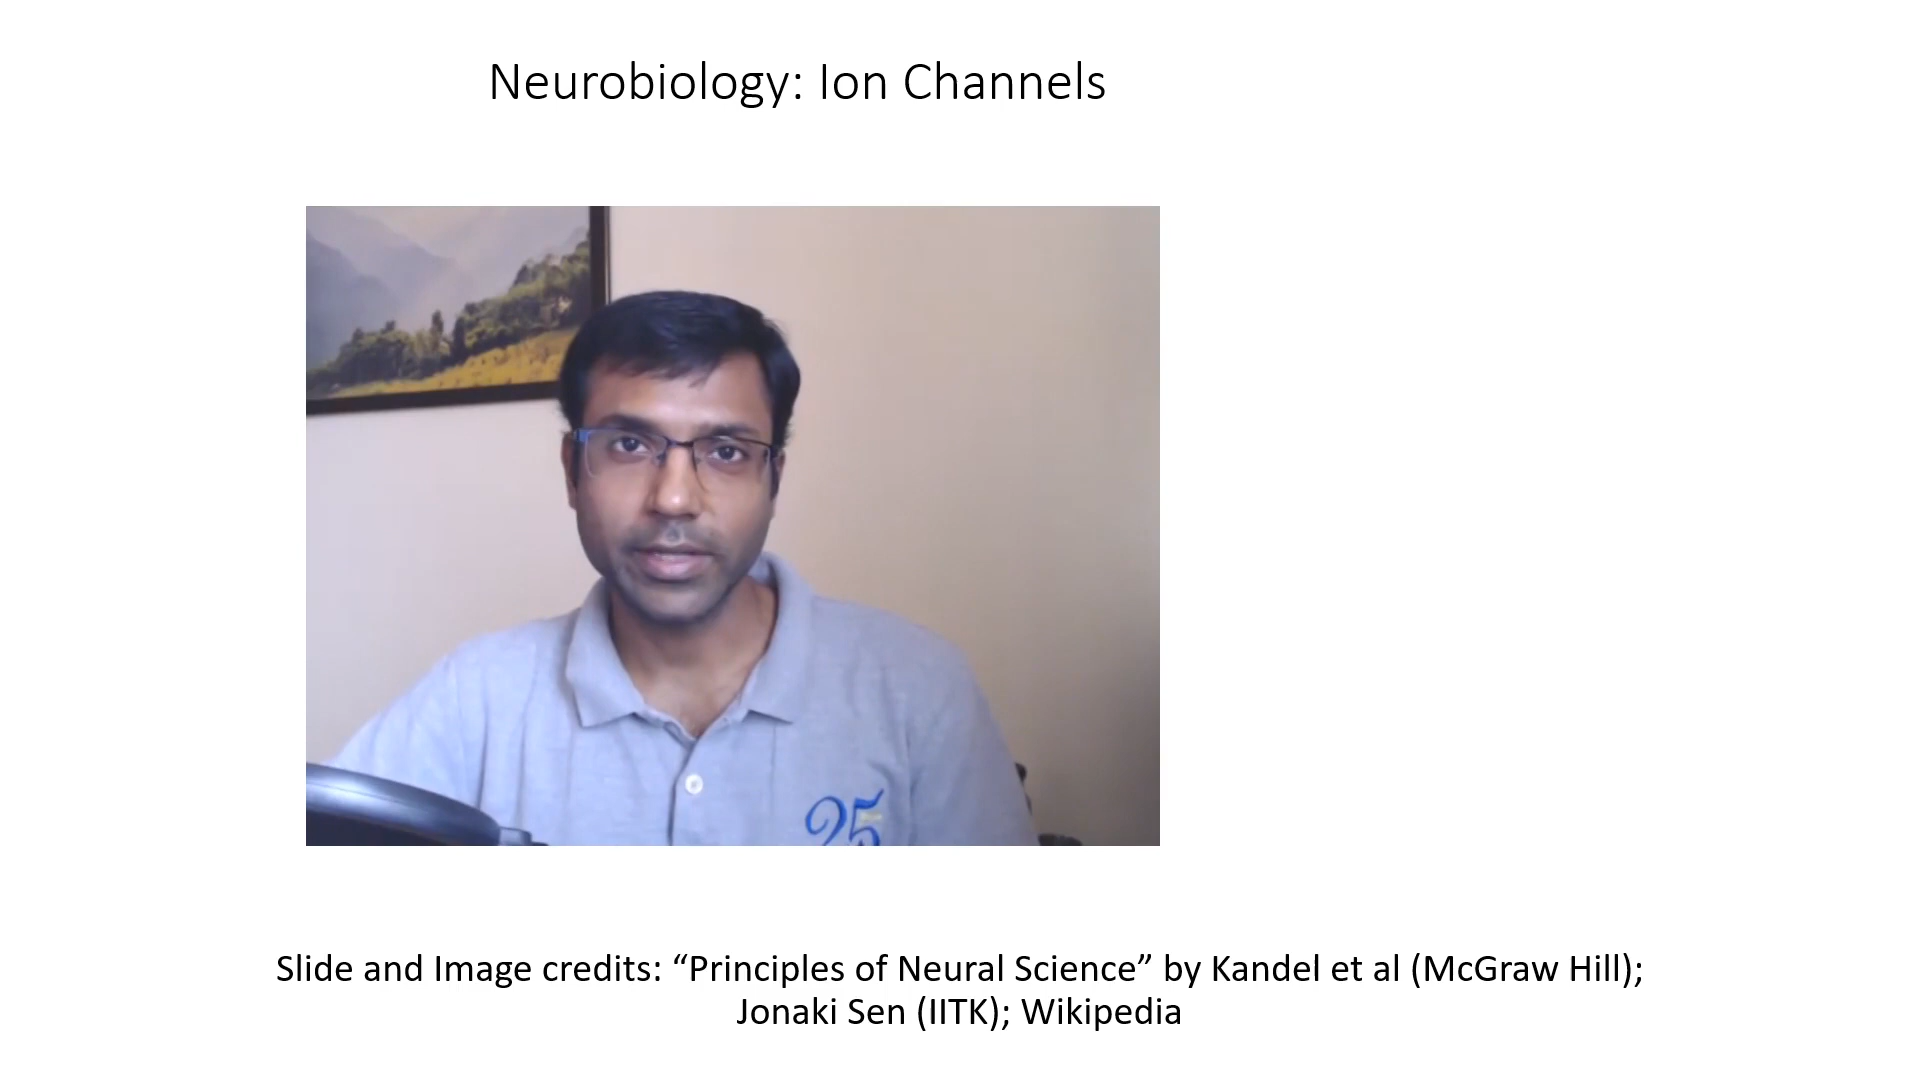 Neurobiology: Ion Channels
25
Slide and Image credits: “Principles of Neural Science” by Kandel et al (McGraw Hill);
Jonaki Sen (IITK); Wikipedia